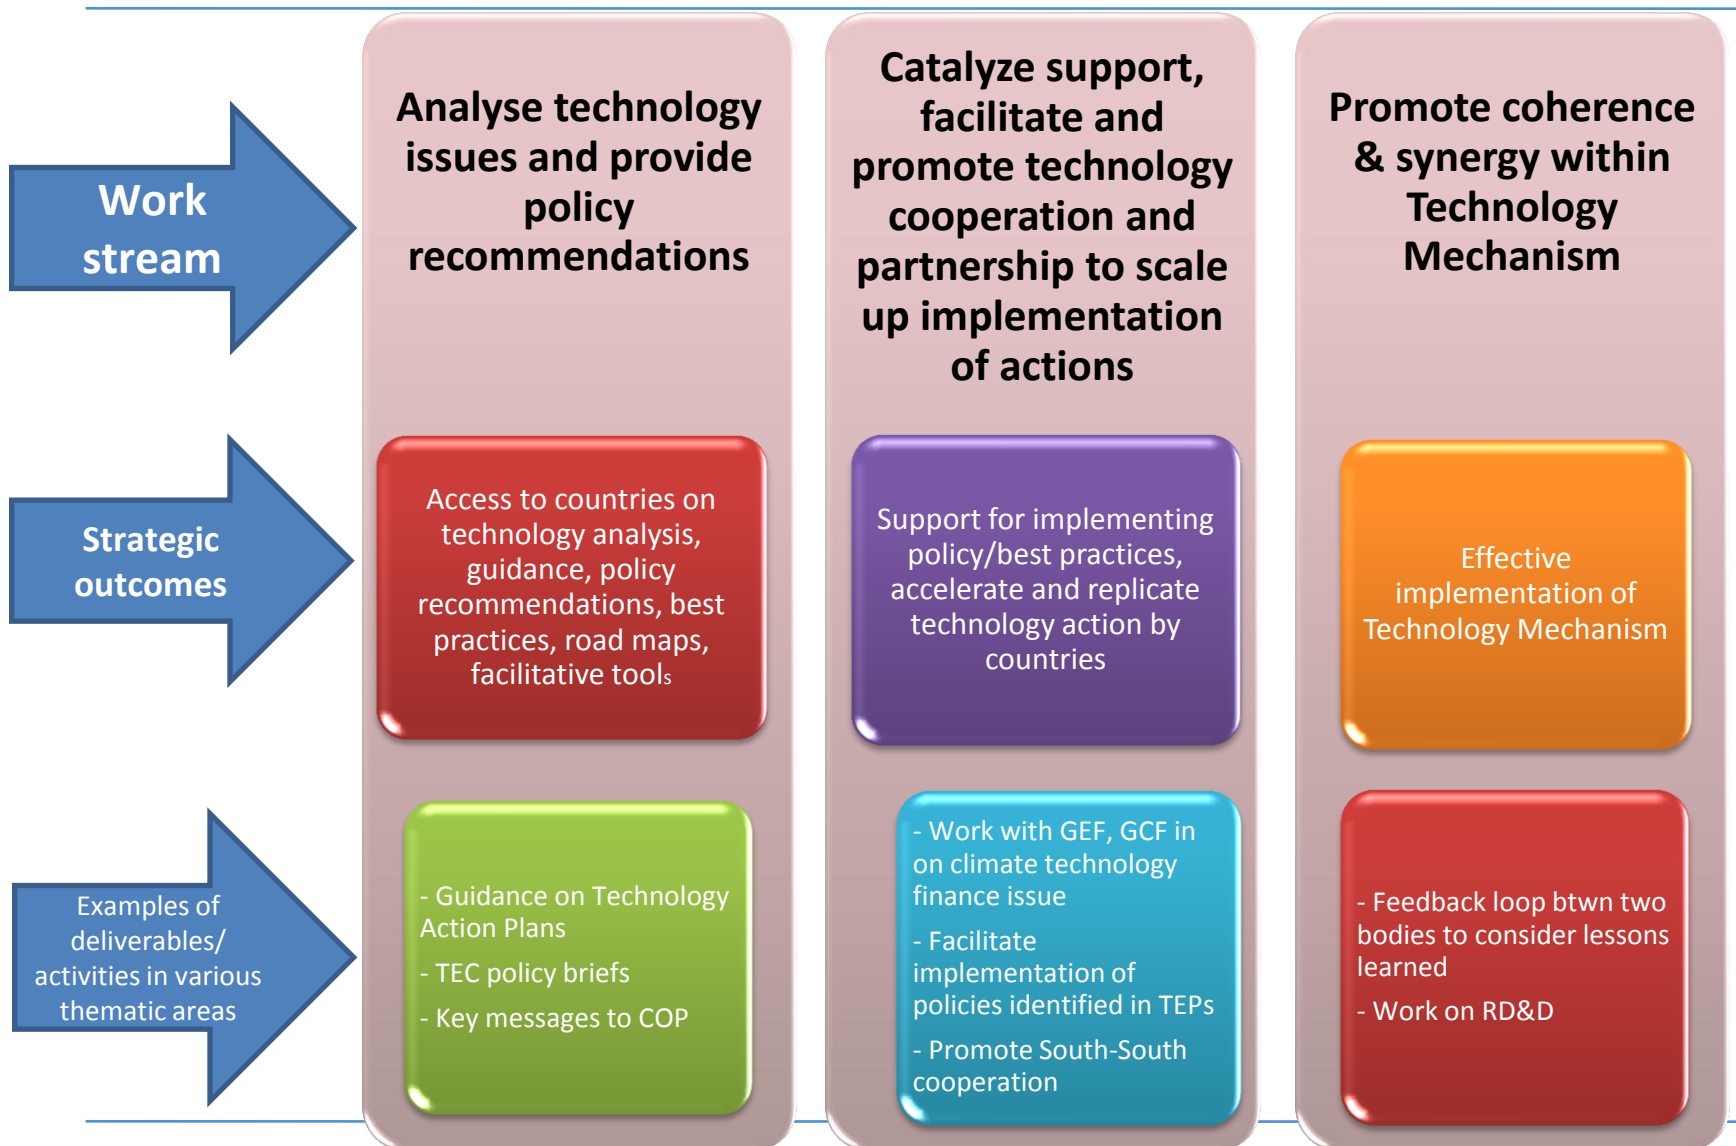 Work
stream
Analyse technology
issues and provide
policy
recommendations
Catalyze support,
facilitate and
promote technology
cooperation and
partnership to scale
up implementation
of actions
Promote coherence
& synergy within
Technology
Mechanism
Strategic
outcomes
Access to countries on
technology analysis,
guidance, policy
recommendations, best
practices, road maps,
facilitative tools
Support for implementing
policy/best practices,
accelerate and replicate
technology action by
countries
Effective
implementation of
Technology Mechanism
Examples of
deliverables/
activities in various
thematic areas
- Guidance on Technology
Action Plans
- TEC policy briefs
- Key messages to COP
- Work with GEF, GCF in
on climate technology
finance issue
- Facilitate
implementation of
policies identified in TEPs
- Promote South-South
cooperation
- Feedback loop btwn two
bodies to consider lessons
learned
- Work on RD&D